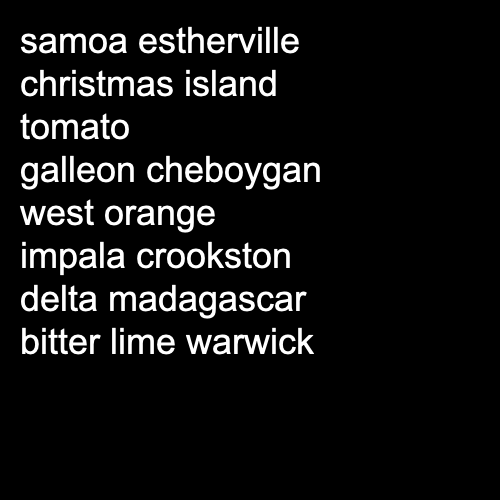 samoa estherville
christmas island
tomato
galleon cheboygan
west orange
impala crookston
delta madagascar
bitter lime warwick